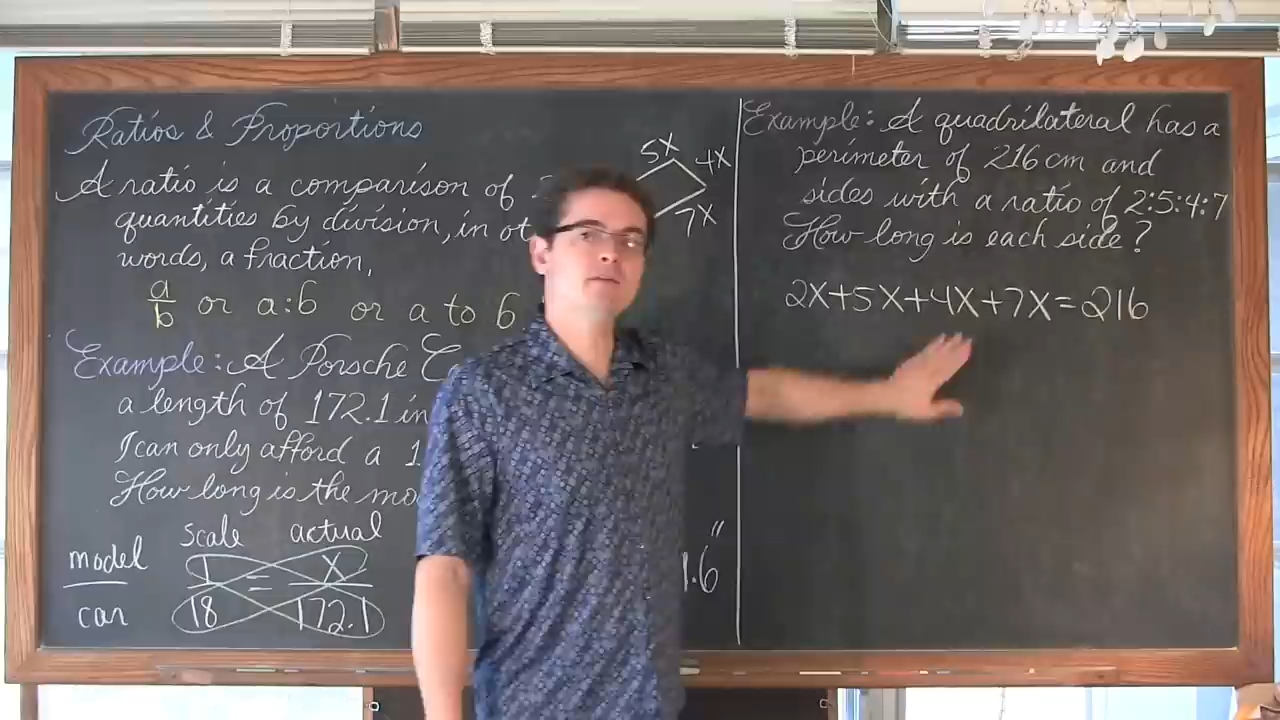 Ratios & Proportions
A ratio is a comparison of
quantities by division, in
words, a fraction,
a/b or a:b or a to b
Example: A Porsche
a length of 172.1 in
I can only afford a
How long is the
scale actual
model 1 = X
car 18 172.1
1.6"
5X
4X
7X
Example: A quadrilateral has a
perimeter of 216 cm and
sides with a ratio of 2:5:4:7
How long is each side?
2X+5X+4X+7X=216